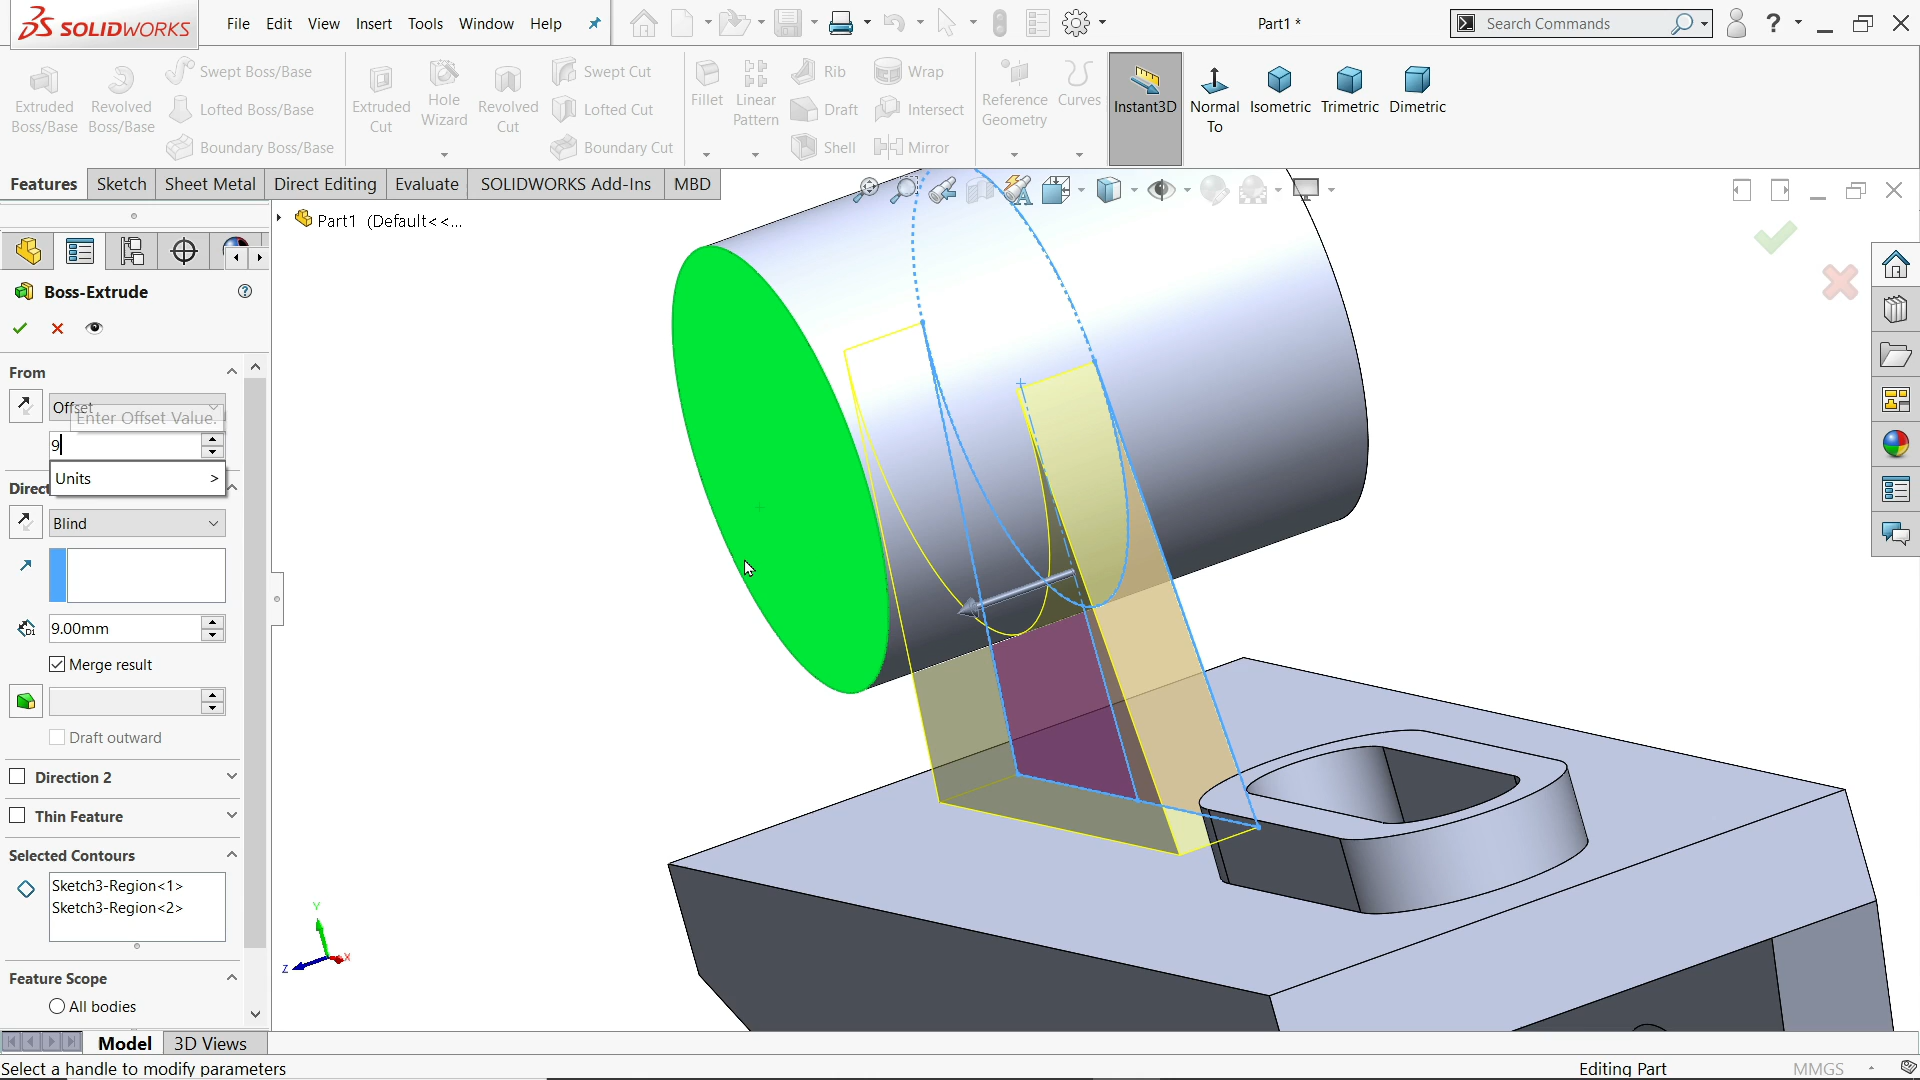 SOLIDWORKS
File Edit View Insert Tools Window Help
Part1 *
Search Commands
Extruded Boss/Base
Revolved Boss/Base
Swept Boss/Base
Lofted Boss/Base
Boundary Boss/Base
Extruded Cut
Hole Wizard
Revolved Cut
Swept Cut
Lofted Cut
Boundary Cut
Fillet
Linear Pattern
Rib
Draft
Shell
Wrap
Intersect
Mirror
Reference Geometry
Curves
Instant3D
Normal To
Isometric
Trimetric
Dimetric
Features Sketch Sheet Metal Direct Editing Evaluate SOLIDWORKS Add-Ins MBD
Part1 (Default<<...
Boss-Extrude
From
Offset
Enter Offset Value.
9
Units >
Direct
Blind
9.00mm
Merge result
Draft outward
Direction 2
Thin Feature
Selected Contours
Sketch3-Region<1>
Sketch3-Region<2>
Feature Scope
All bodies
Y
Z
X
Model 3D Views
Select a handle to modify parameters
Editing Part
MMGS